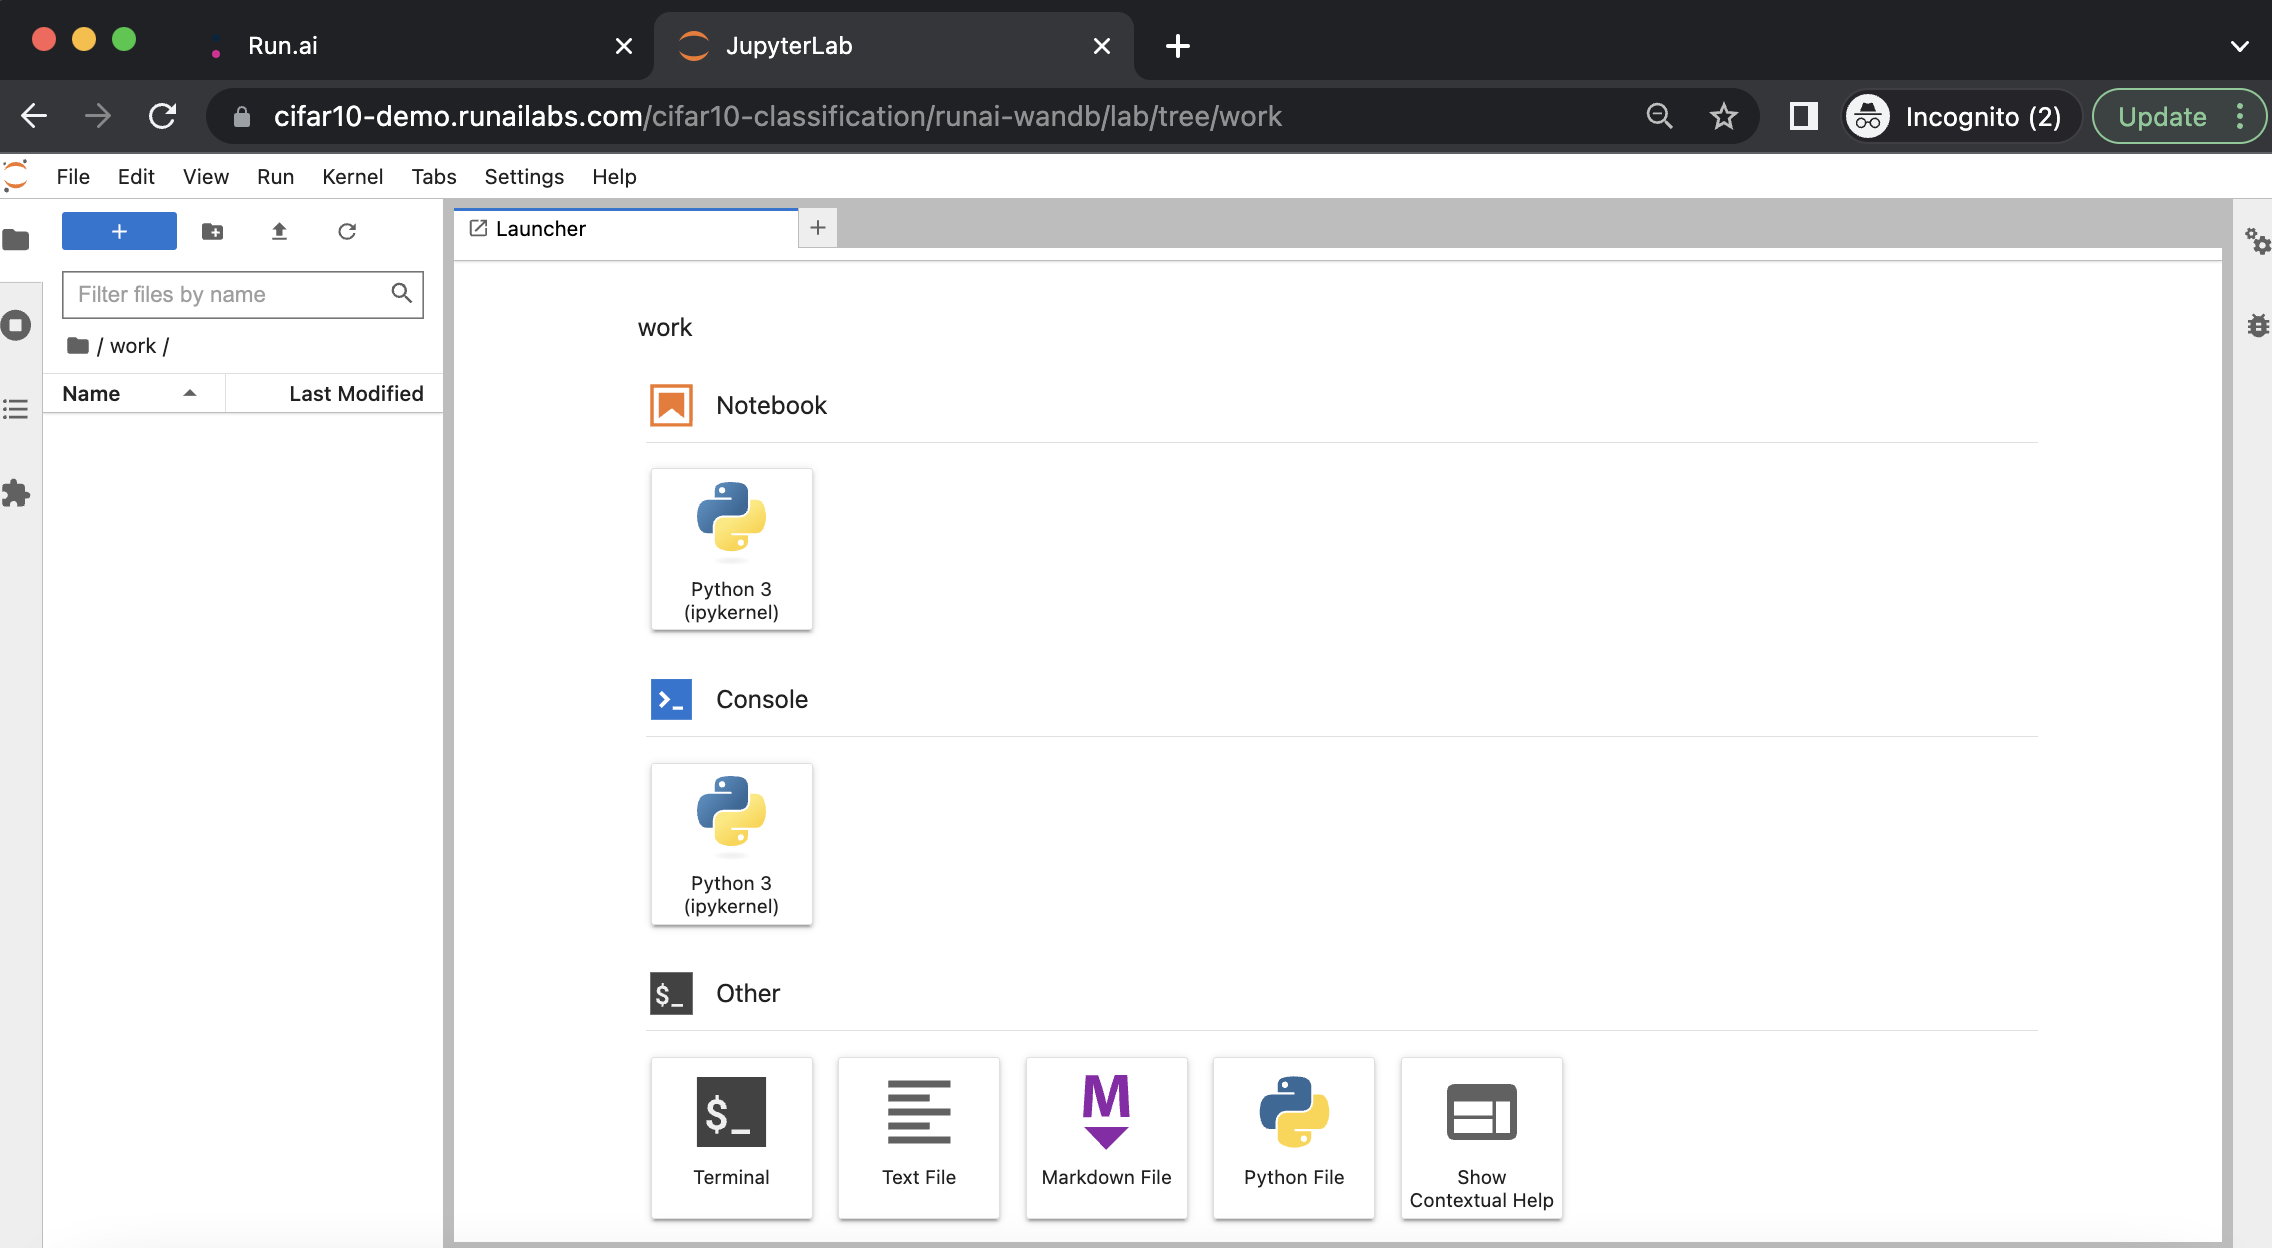 Run.ai
JupyterLab
cifar10-demo.runailabs.com/cifar10-classification/runai-wandb/lab/tree/work
Incognito (2)
Update
File Edit View Run Kernel Tabs Settings Help
Launcher
Filter files by name
/ work /
Name
Last Modified
work
Notebook
Python 3
(ipykernel)
Console
Python 3
(ipykernel)
$_ Other
$_
Terminal
Text File
M
Markdown File
Python File
Show
Contextual Help